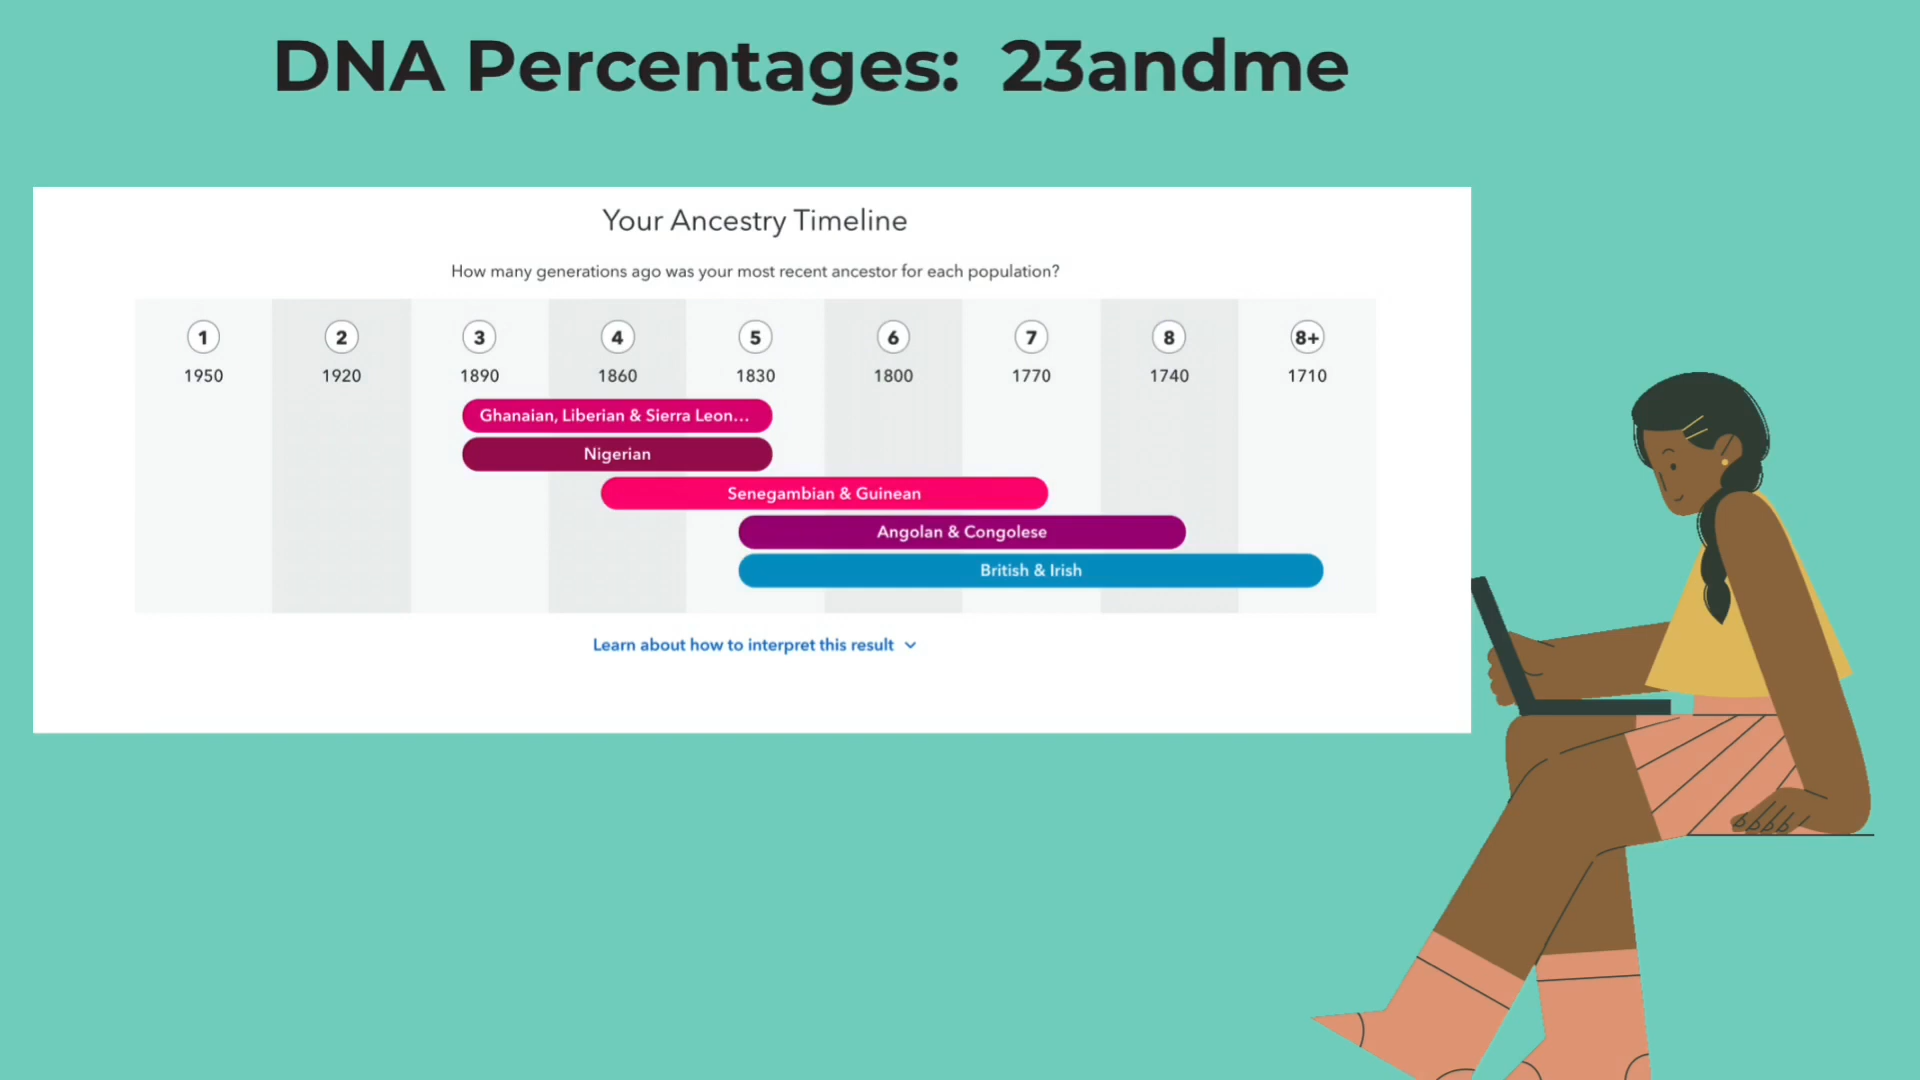 DNA Percentages: 23andme
Your Ancestry Timeline
How many generations ago was your most recent ancestor for each population?
1 2 3 4 5 6 7 8 8+
1950 1920 1890 1860 1830 1800 1770 1740 1710
Ghanaian, Liberian & Sierra Leon...
Nigerian
Senegambian & Guinean
Angolan & Congolese
British & Irish
Learn about how to interpret this result